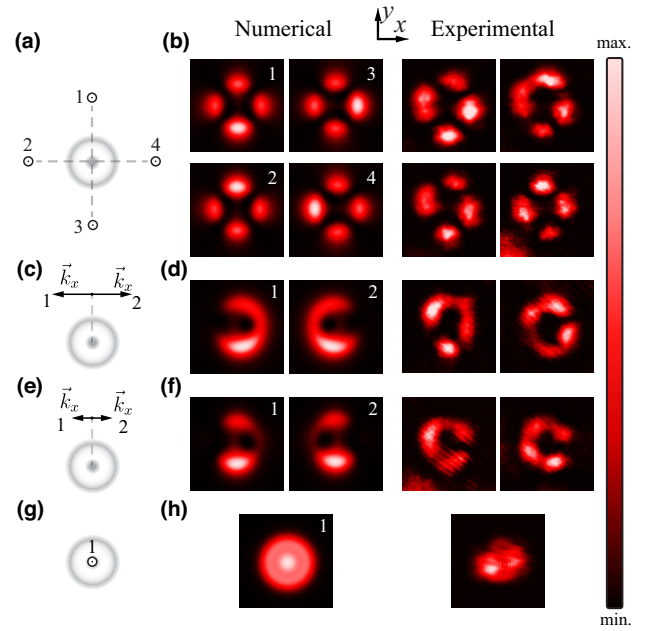 y
x
Numerical
Experimental
max.
(a)
(b)
1
3
1
2
4
3
2
4
(c)
(d)
k⃗x k⃗x
1 2
1
2
(e)
(f)
k⃗x k⃗x
1 2
1
2
(g)
(h)
1
1
min.